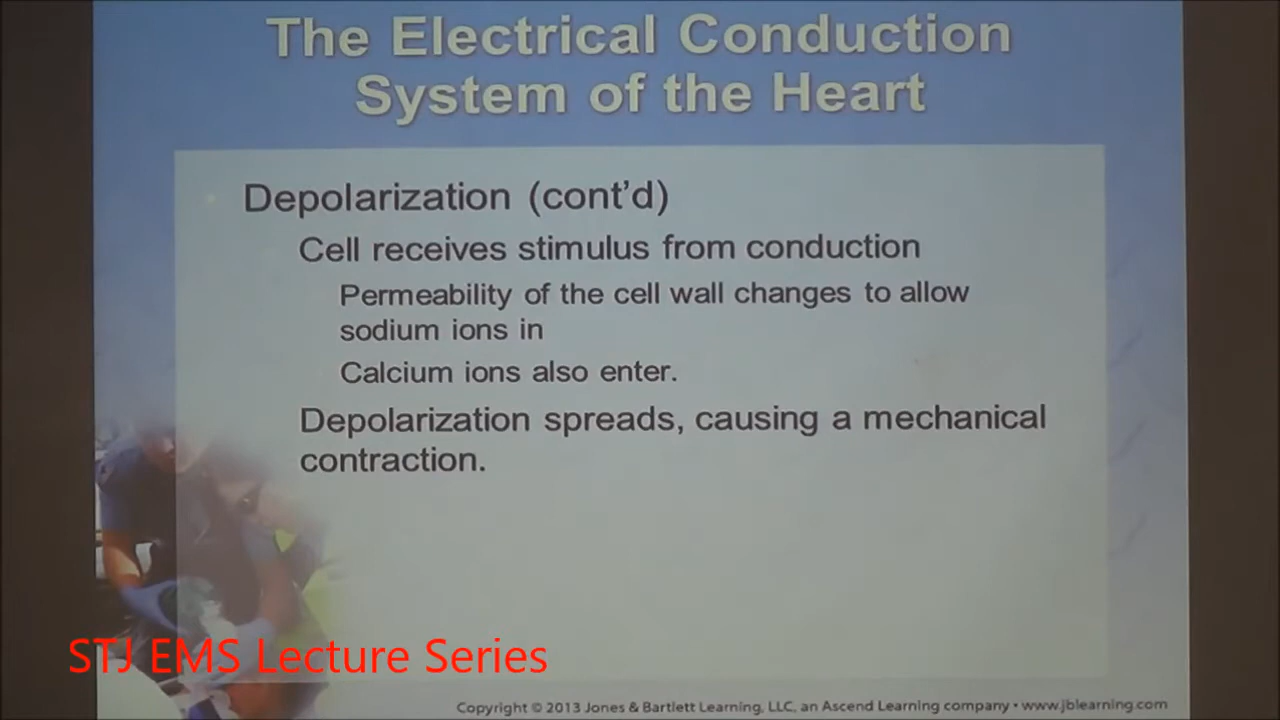 The Electrical Conduction
System of the Heart
Depolarization (cont'd)
Cell receives stimulus from conduction
Permeability of the cell wall changes to allow
sodium ions in
Calcium ions also enter.
Depolarization spreads, causing a mechanical
contraction.
STJ EMS Lecture Series
Copyright © 2013 Jones & Bartlett Learning, LLC, an Ascend Learning company • www.jblearning.com